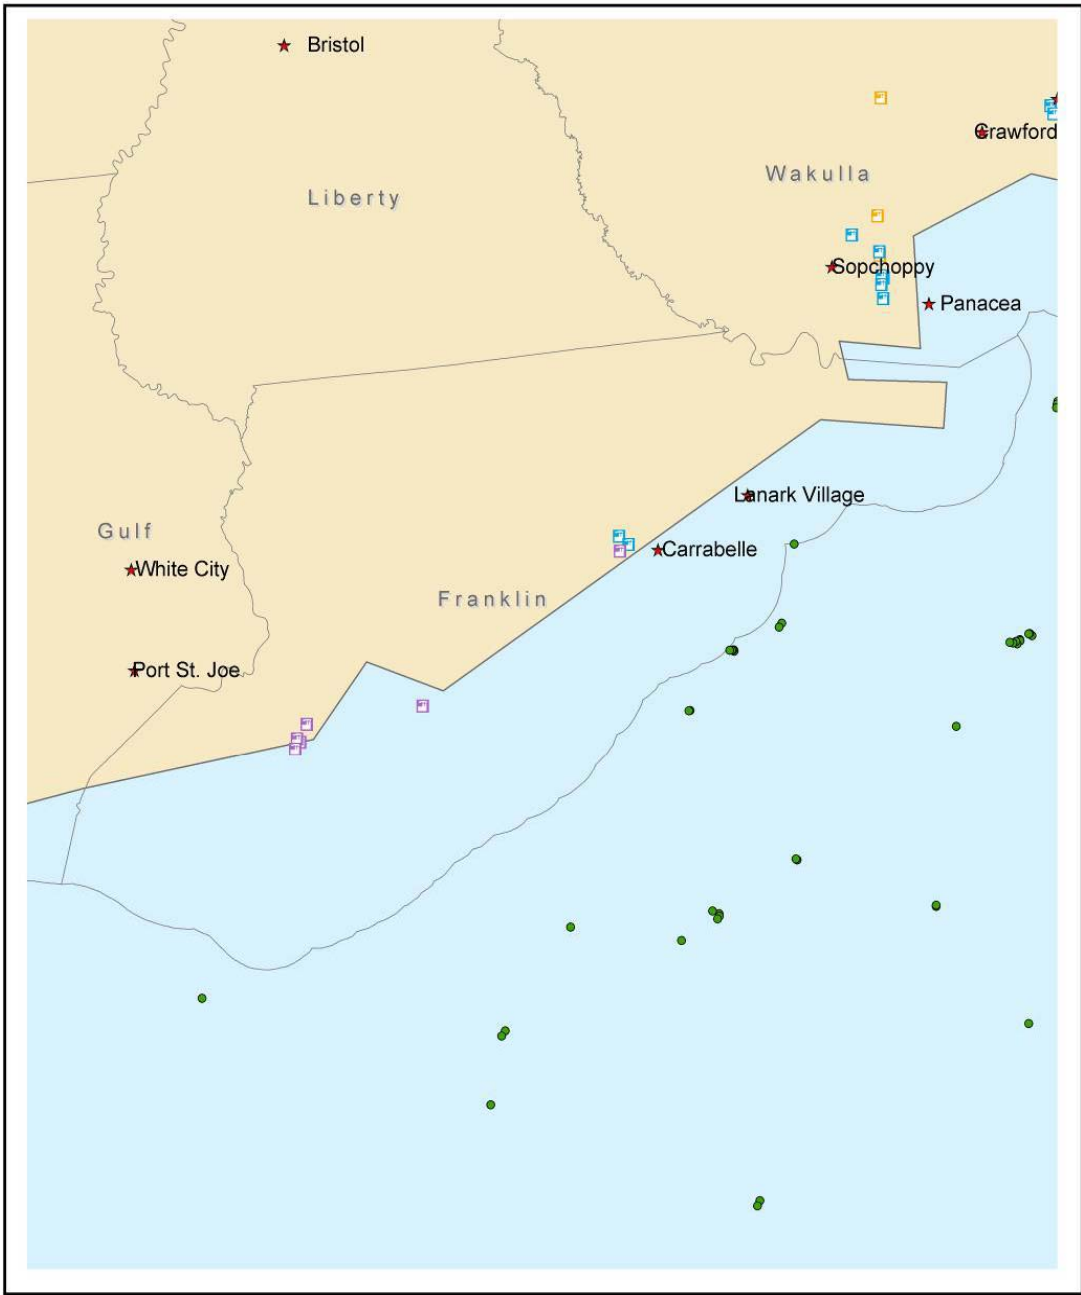 Bristol
Crawford
Wakulla
Liberty
Sopchoppy
Panacea
Lanark Village
Gulf
Carrabelle
White City
Franklin
Port St. Joe